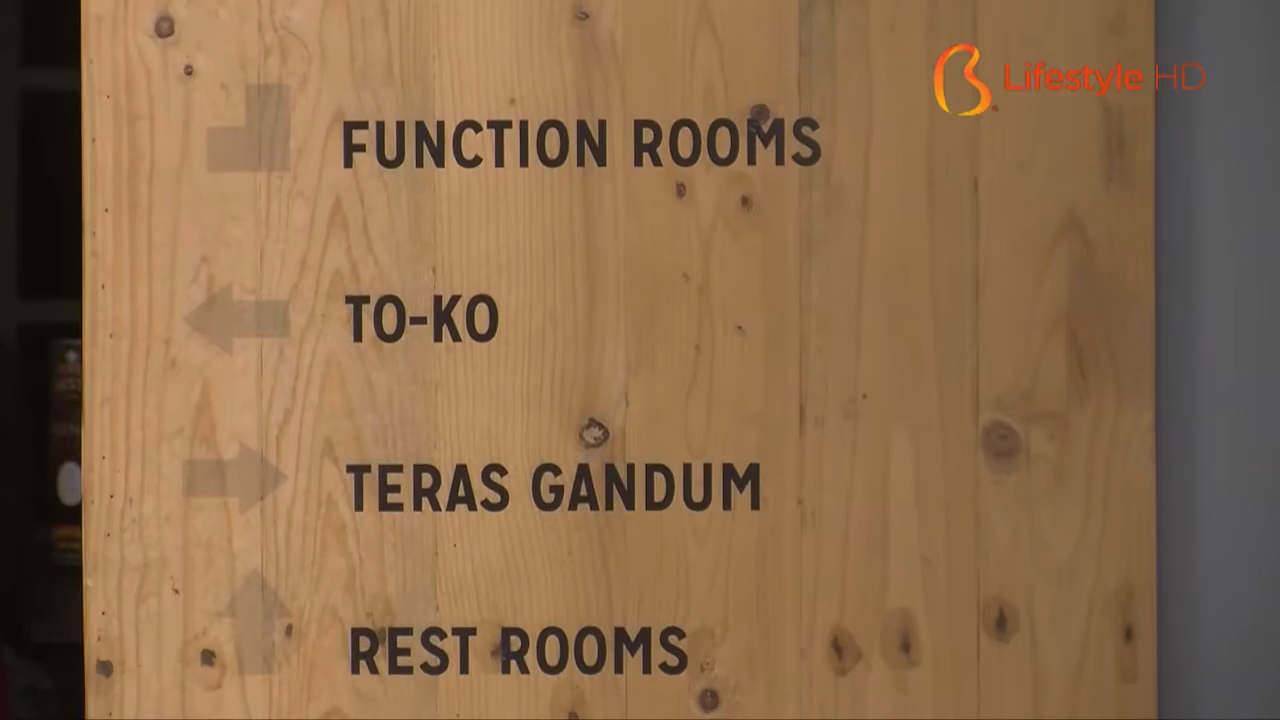 Lifestyle HD
FUNCTION ROOMS
TO-KO
TERAS GANDUM
REST ROOMS